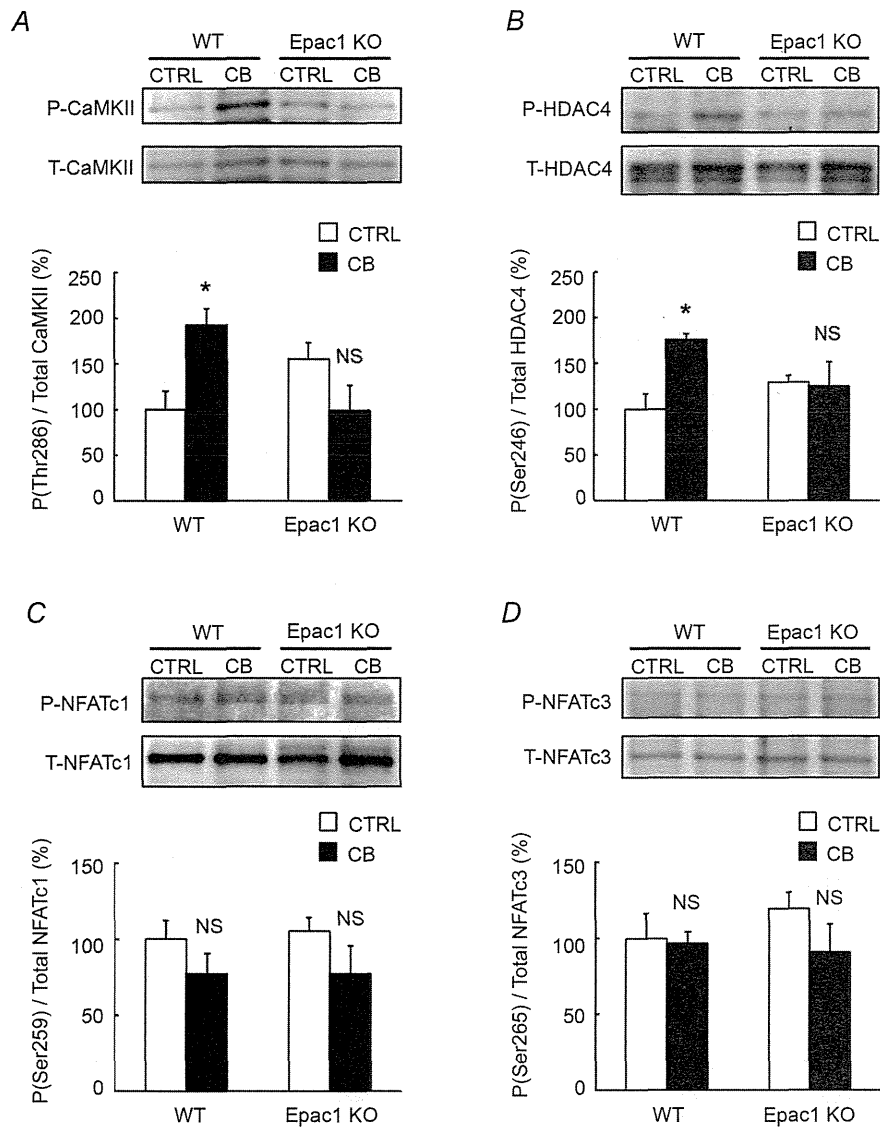 A
WT Epac1 KO
CTRL CB CTRL CB
P-CaMKII
T-CaMKII
CTRL
CB
P(Thr286) / Total CaMKII (%)
250
200
150
100
50
0
*
NS
WT Epac1 KO
B
WT Epac1 KO
CTRL CB CTRL CB
P-HDAC4
T-HDAC4
CTRL
CB
P(Ser246) / Total HDAC4 (%)
250
200
150
100
50
0
*
NS
WT Epac1 KO
C
WT Epac1 KO
CTRL CB CTRL CB
P-NFATc1
T-NFATc1
CTRL
CB
P(Ser259) / Total NFATc1 (%)
150
100
50
0
NS NS
WT Epac1 KO
D
WT Epac1 KO
CTRL CB CTRL CB
P-NFATc3
T-NFATc3
CTRL
CB
P(Ser265) / Total NFATc3 (%)
150
100
50
0
NS NS
WT Epac1 KO